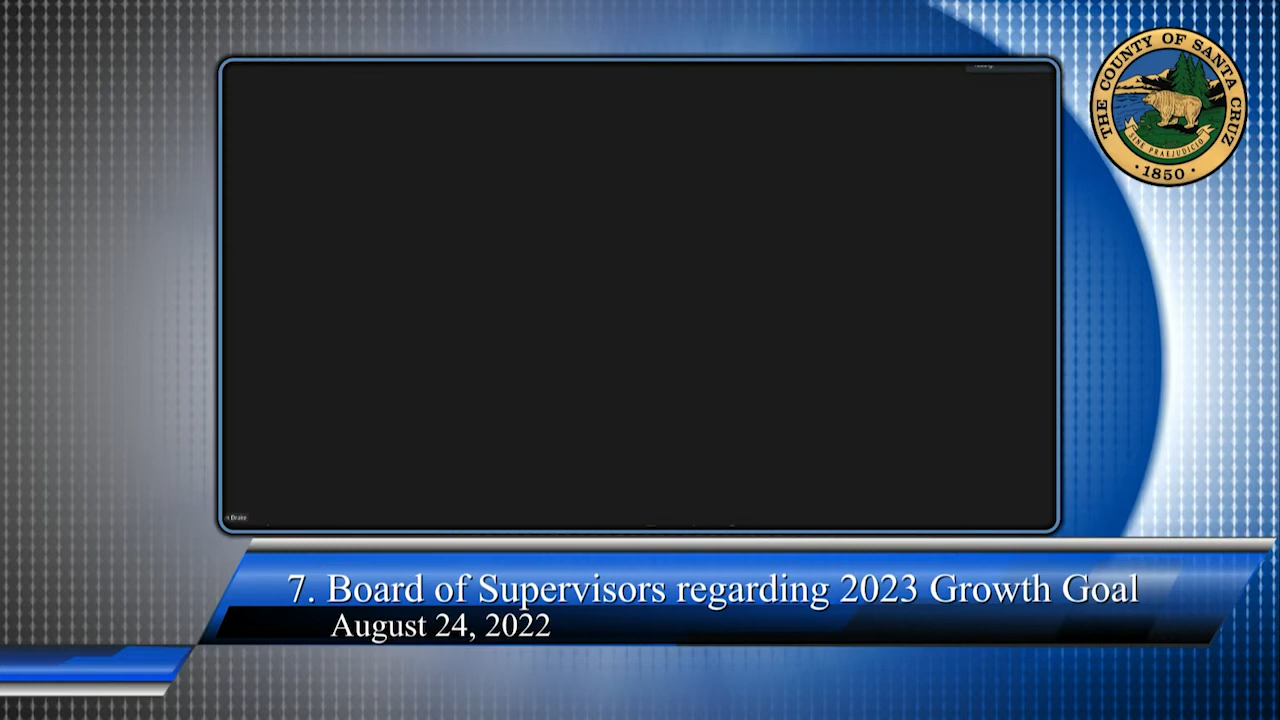 THE COUNTY OF SANTA CRUZ
SINE PRAEJUDICIO
• 1850 •
Drake
7. Board of Supervisors regarding 2023 Growth Goal
August 24, 2022